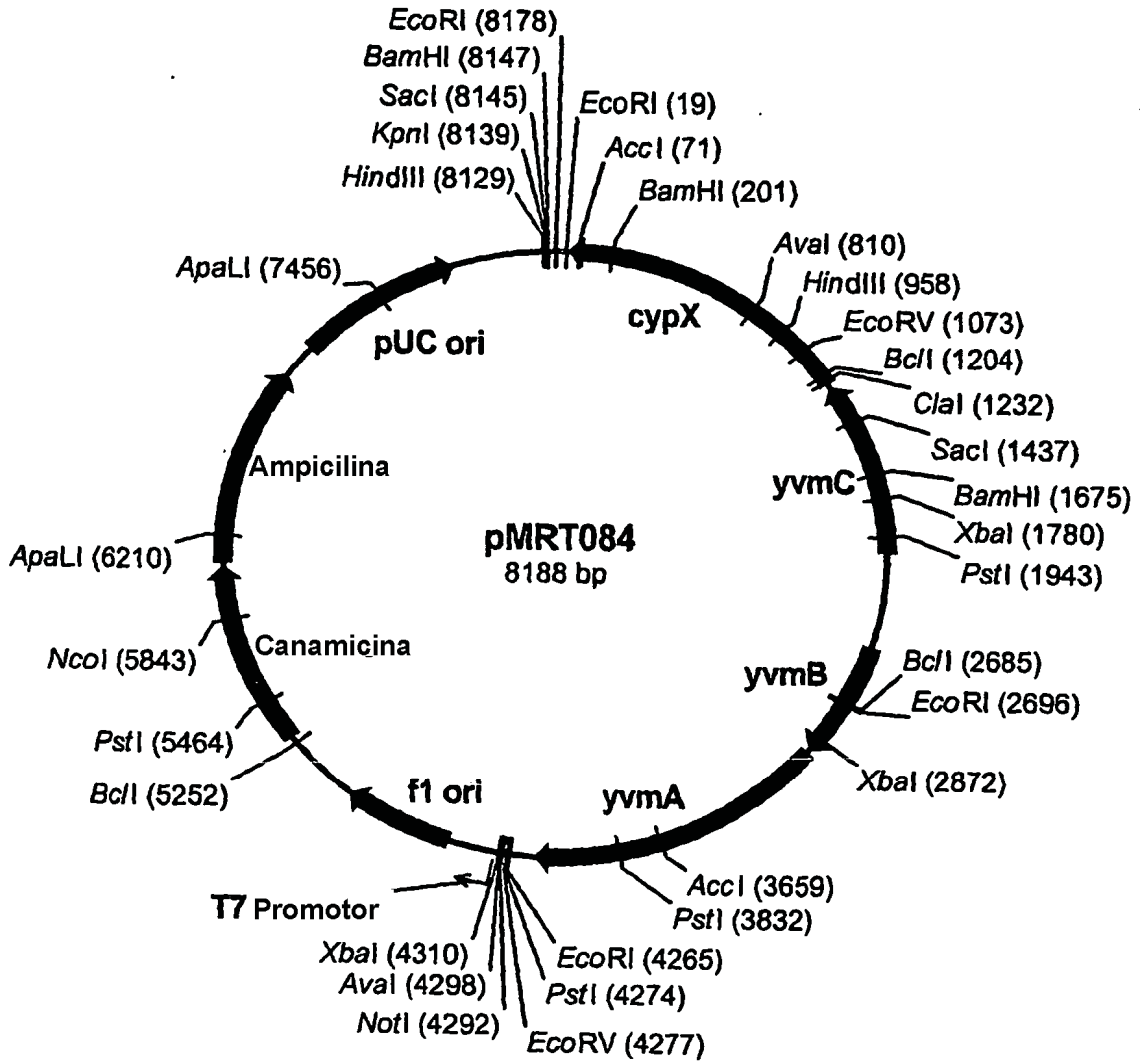 EcoRI (8178)
BamHI (8147)
SacI (8145)
KpnI (8139)
HindIII (8129)
EcoRI (19)
AccI (71)
BamHI (201)
AvaI (810)
HindIII (958)
EcoRV (1073)
BclI (1204)
ClaI (1232)
SacI (1437)
BamHI (1675)
XbaI (1780)
PstI (1943)
BclI (2685)
EcoRI (2696)
XbaI (2872)
AccI (3659)
PstI (3832)
EcoRI (4265)
PstI (4274)
EcoRV (4277)
NotI (4292)
AvaI (4298)
XbaI (4310)
T7 Promotor
BclI (5252)
PstI (5464)
NcoI (5843)
ApaLI (6210)
ApaLI (7456)
pUC ori
cypX
yvmC
yvmB
yvmA
f1 ori
Canamicina
Ampicilina
pMRT084
8188 bp